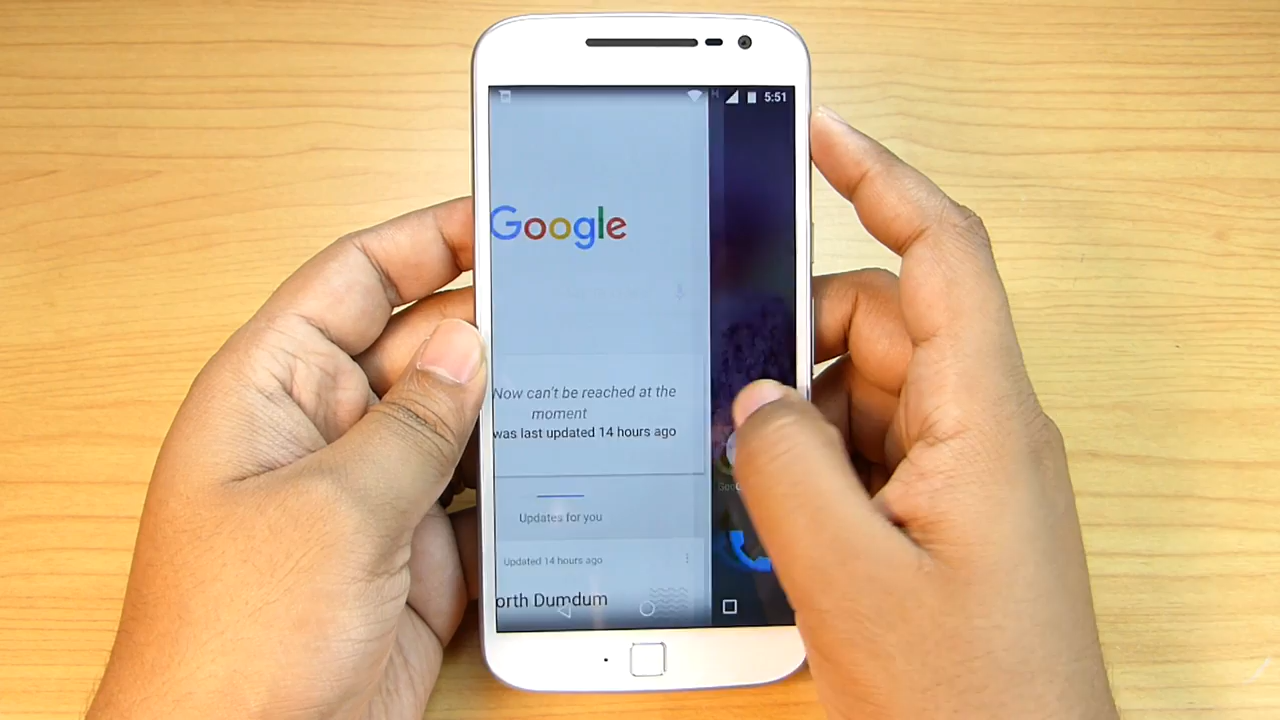 5:51
Google
Now can't be reached at the
moment
was last updated 14 hours ago
Updates for you
Updated 14 hours ago
orth Dumdum